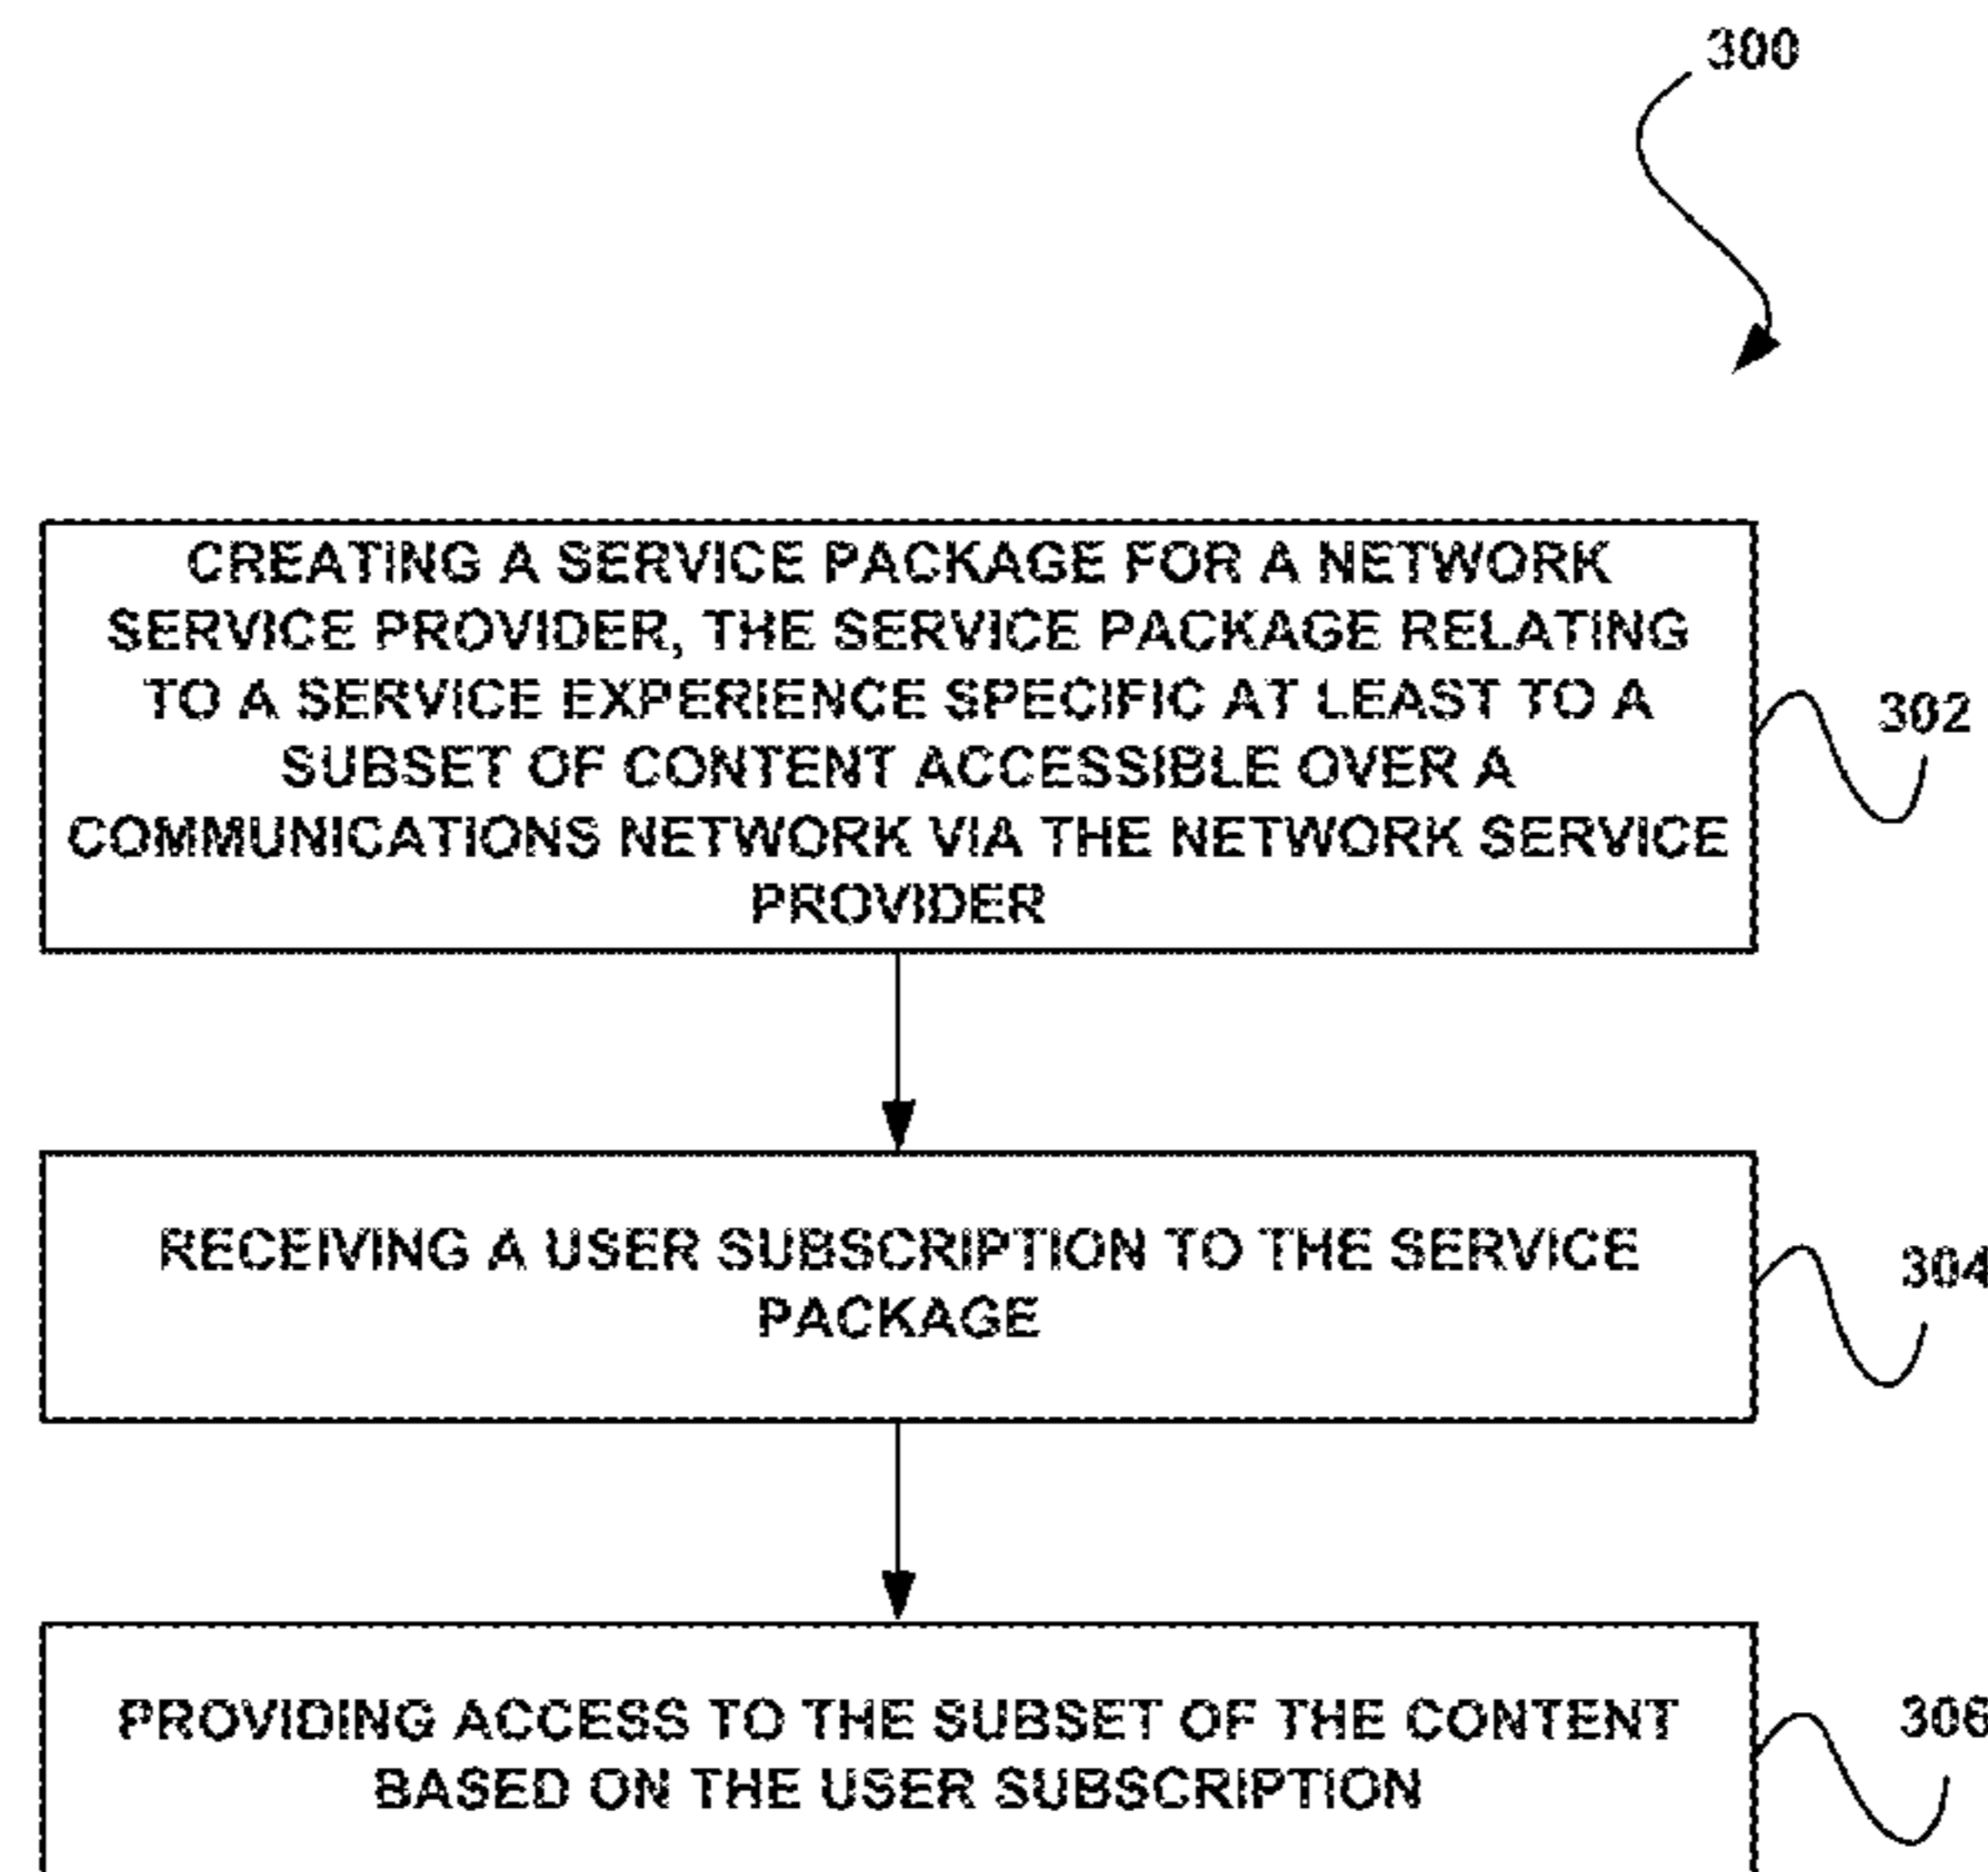 300
CREATING A SERVICE PACKAGE FOR A NETWORK
SERVICE PROVIDER, THE SERVICE PACKAGE RELATING
TO A SERVICE EXPERIENCE SPECIFIC AT LEAST TO A
SUBSET OF CONTENT ACCESSIBLE OVER A
COMMUNICATIONS NETWORK VIA THE NETWORK SERVICE
PROVIDER
302
RECEIVING A USER SUBSCRIPTION TO THE SERVICE
PACKAGE
304
PROVIDING ACCESS TO THE SUBSET OF THE CONTENT
BASED ON THE USER SUBSCRIPTION
306